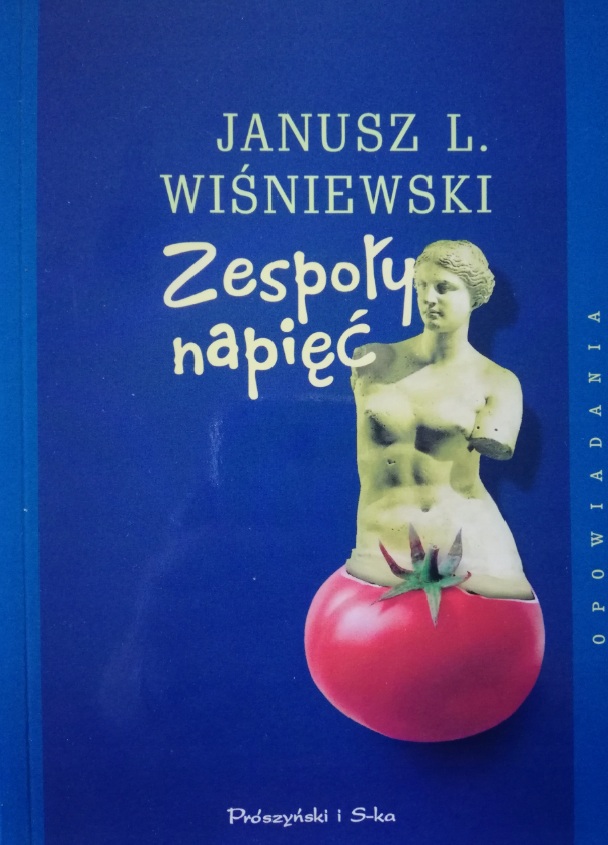 JANUSZ L.
WIŚNIEWSKI
Zespoły
napięć
OPOWIADANIA
Prószyński i S-ka